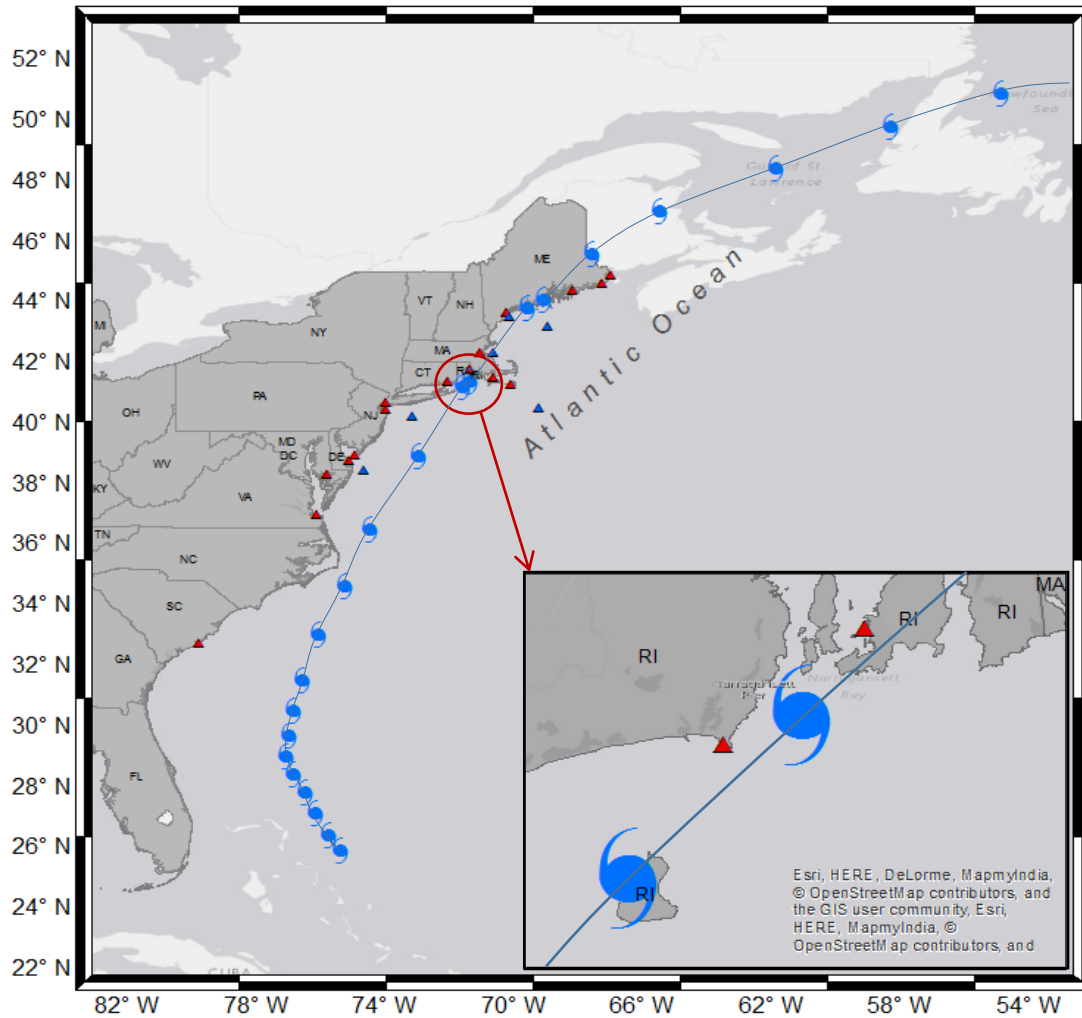 52° N
50° N
48° N
46° N
44° N
42° N
40° N
38° N
36° N
34° N
32° N
30° N
28° N
26° N
24° N
22° N
82° W
78° W
74° W
70° W
66° W
62° W
58° W
54° W
Sea
Gulf of St.
Lawrence
ME
VT
NH
MI
NY
MA
CT
PA
NJ
OH
MD
DC
DE
WV
KY
VA
TN
NC
SC
GA
FL
CUBA
Atlantic Ocean
MA
RI
RI
RI
Narragansett
Pier
Narragansett
Bay
RI
Esri, HERE, DeLorme, MapmyIndia,
© OpenStreetMap contributors, and
the GIS user community, Esri,
HERE, MapmyIndia, ©
OpenStreetMap contributors, and